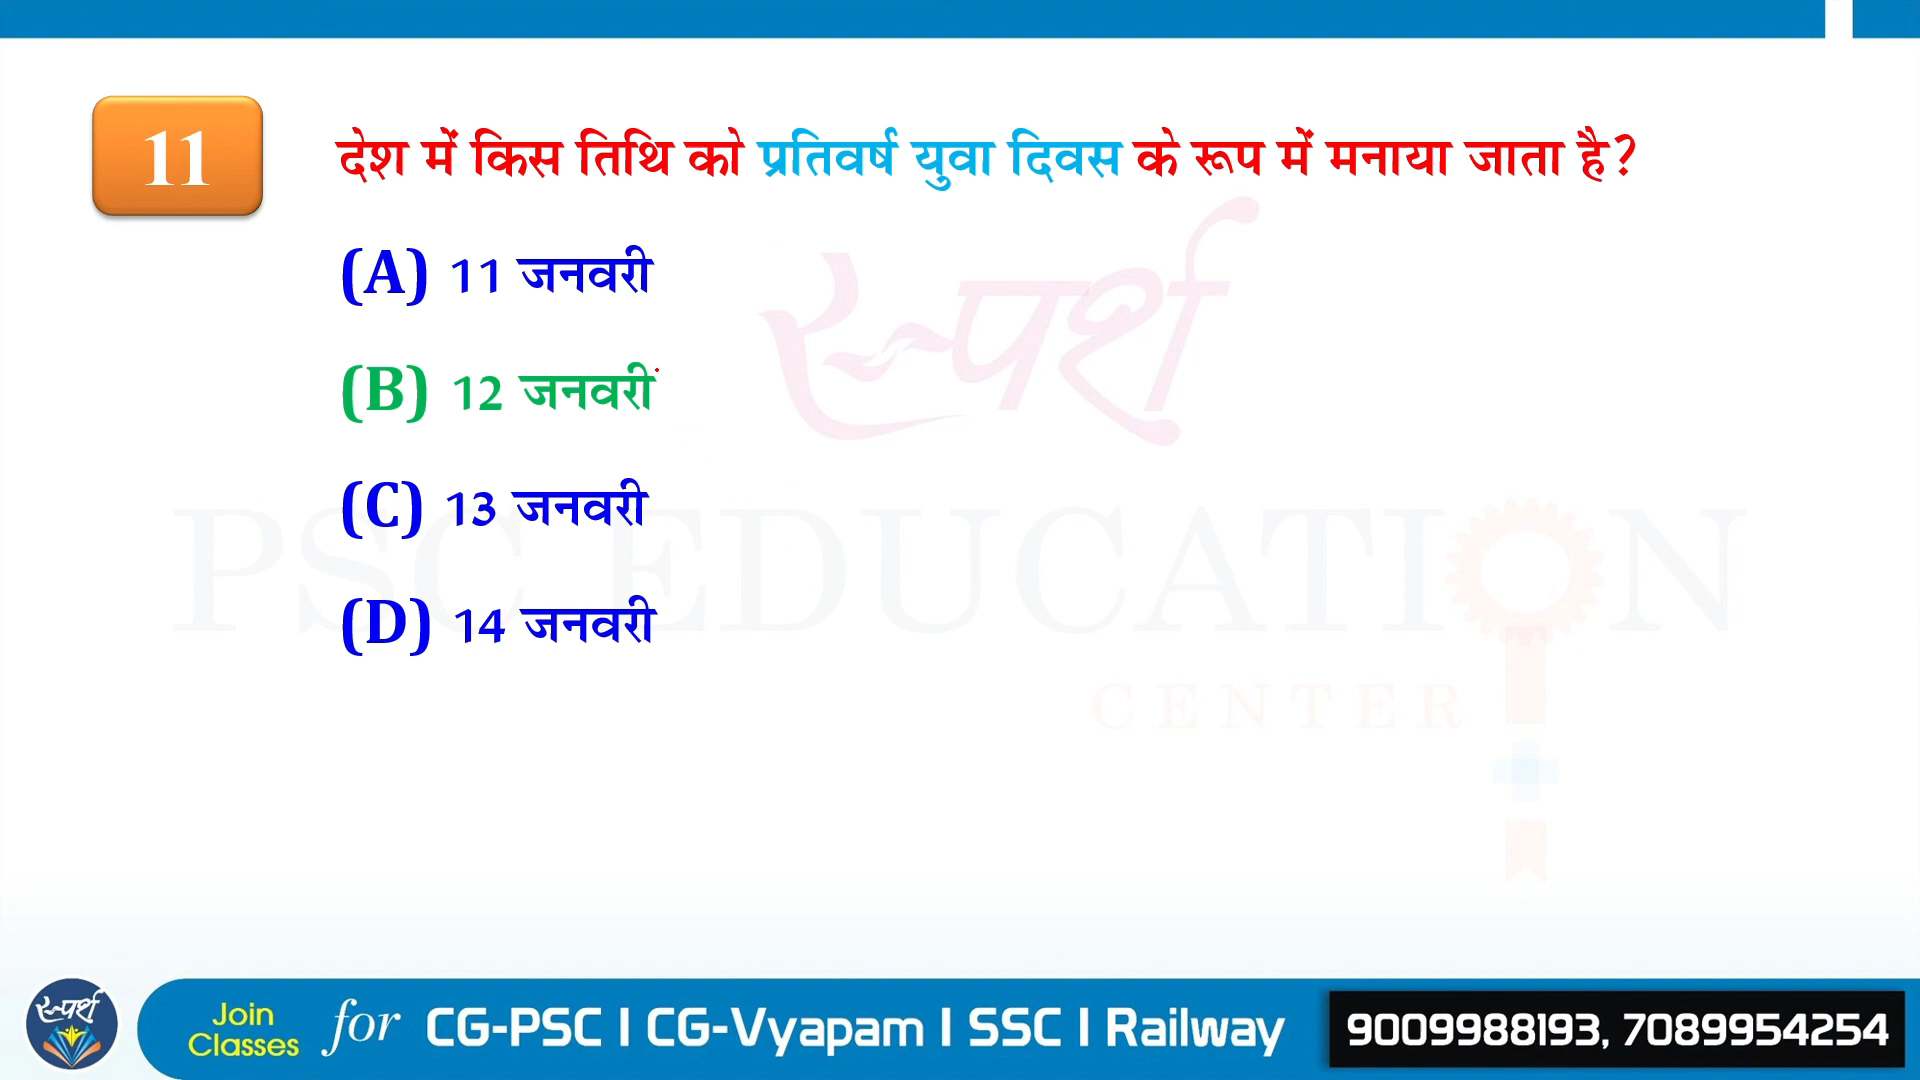 11
देश में किस तिथि को प्रतिवर्ष युवा दिवस के रूप में मनाया जाता है?
(A) 11 जनवरी
(B) 12 जनवरी
(C) 13 जनवरी
(D) 14 जनवरी
स्पर्श
PSC EDUCATION
CENTER
स्पर्श
Join Classes for CG-PSC I CG-Vyapam I SSC I Railway
9009988193, 7089954254